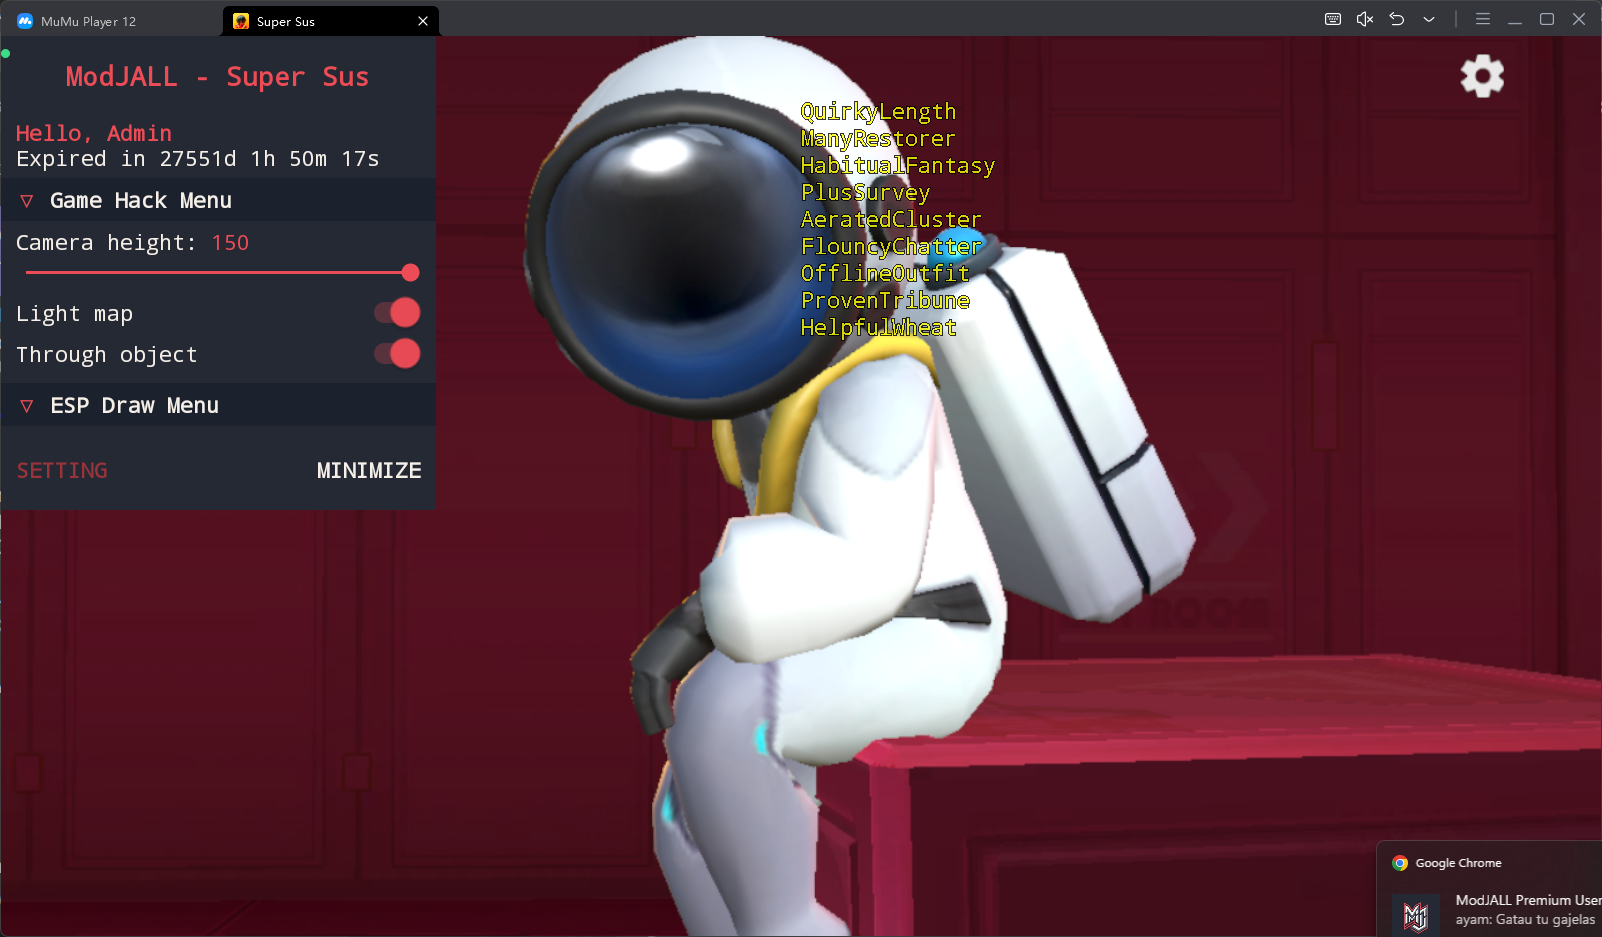 MuMu Player 12
Super Sus
ModJALL - Super Sus
Hello, Admin
Expired in 27551d 1h 50m 17s
Game Hack Menu
Camera height: 150
Light map
Through object
ESP Draw Menu
SETTING
MINIMIZE
QuirkyLength
ManyRestorer
HabitualFantasy
PlusSurvey
AeratedCluster
FlouncyChatter
OfflineOutfit
ProvenTribune
HelpfulWheat
ROOM
Google Chrome
ModJALL Premium User
ayam: Gatau tu gajelas